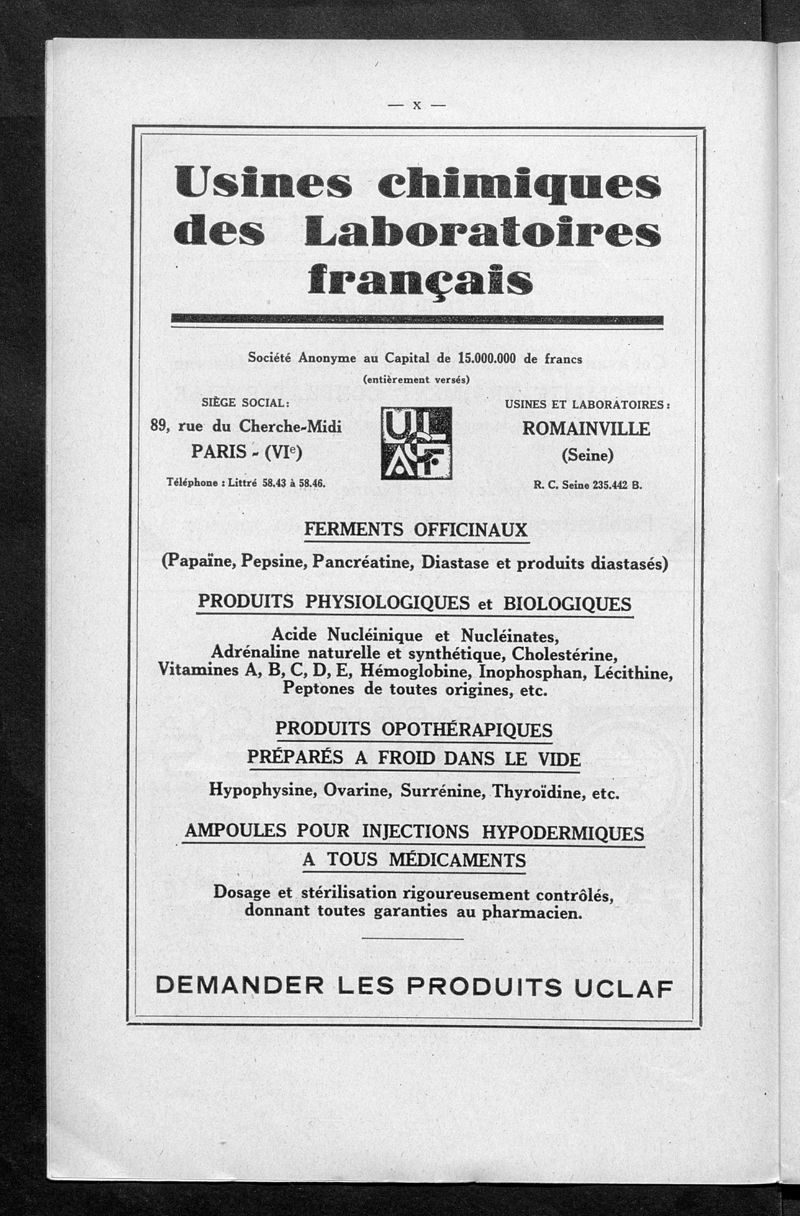 — x —
Usines chimiques
des Laboratoires
français
Société Anonyme au Capital de 15.000.000 de francs
(entièrement versés)
SIÈGE SOCIAL:
89, rue du Cherche-Midi
PARIS - (VIe)
Téléphone : Littré 58.43 à 58.46.
UCLAF
USINES ET LABORATOIRES :
ROMAINVILLE
(Seine)
R. C. Seine 235.442 B.
FERMENTS OFFICINAUX
(Papaïne, Pepsine, Pancréatine, Diastase et produits diastasés)
PRODUITS PHYSIOLOGIQUES et BIOLOGIQUES
Acide Nucléinique et Nucléinates,
Adrénaline naturelle et synthétique, Cholestérine,
Vitamines A, B, C, D, E, Hémoglobine, Inophosphan, Lécithine,
Peptones de toutes origines, etc.
PRODUITS OPOTHÉRAPIQUES
PRÉPARÉS A FROID DANS LE VIDE
Hypophysine, Ovarine, Surrénine, Thyroïdine, etc.
AMPOULES POUR INJECTIONS HYPODERMIQUES
A TOUS MÉDICAMENTS
Dosage et stérilisation rigoureusement contrôlés,
donnant toutes garanties au pharmacien.
DEMANDER LES PRODUITS UCLAF